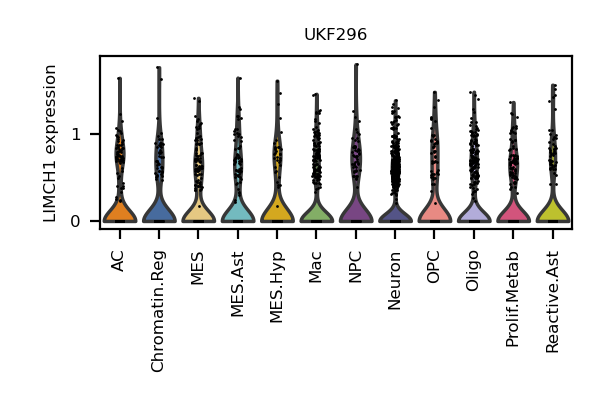 UKF296
LIMCH1 expression
1
0
AC
Chromatin.Reg
MES
MES.Ast
MES.Hyp
Mac
NPC
Neuron
OPC
Oligo
Prolif.Metab
Reactive.Ast